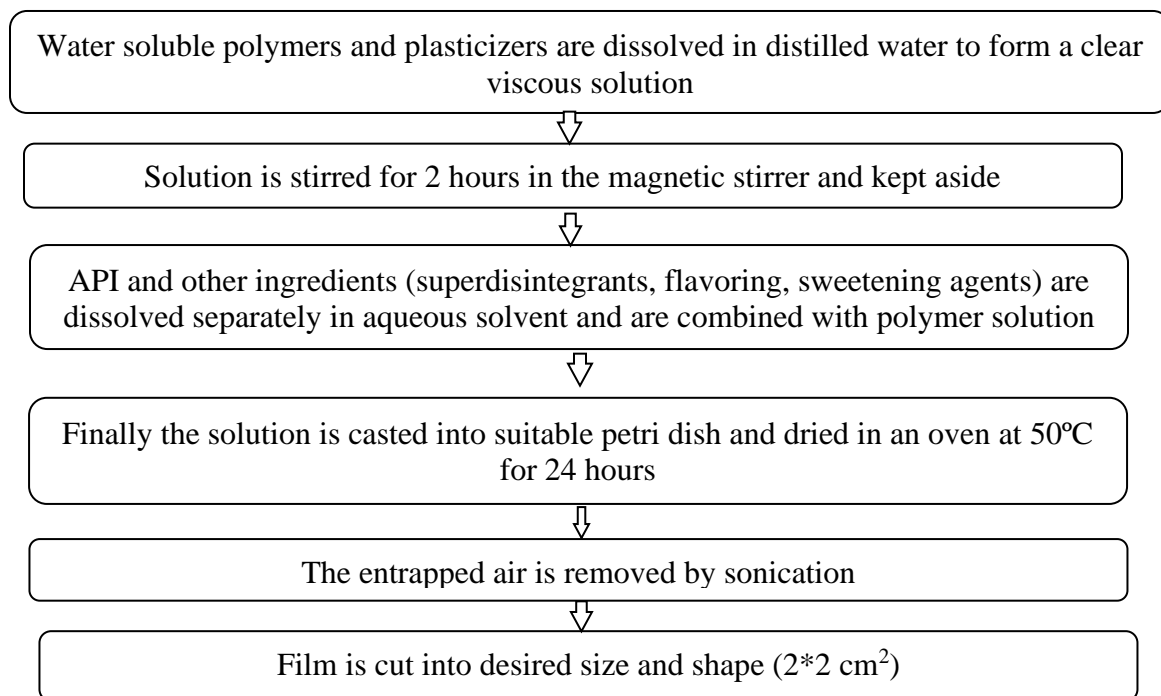 Water soluble polymers and plasticizers are dissolved in distilled water to form a clear
viscous solution
Solution is stirred for 2 hours in the magnetic stirrer and kept aside
API and other ingredients (superdisintegrants, flavoring, sweetening agents) are
dissolved separately in aqueous solvent and are combined with polymer solution
Finally the solution is casted into suitable petri dish and dried in an oven at 50ºC
for 24 hours
The entrapped air is removed by sonication
Film is cut into desired size and shape (2*2 cm²)